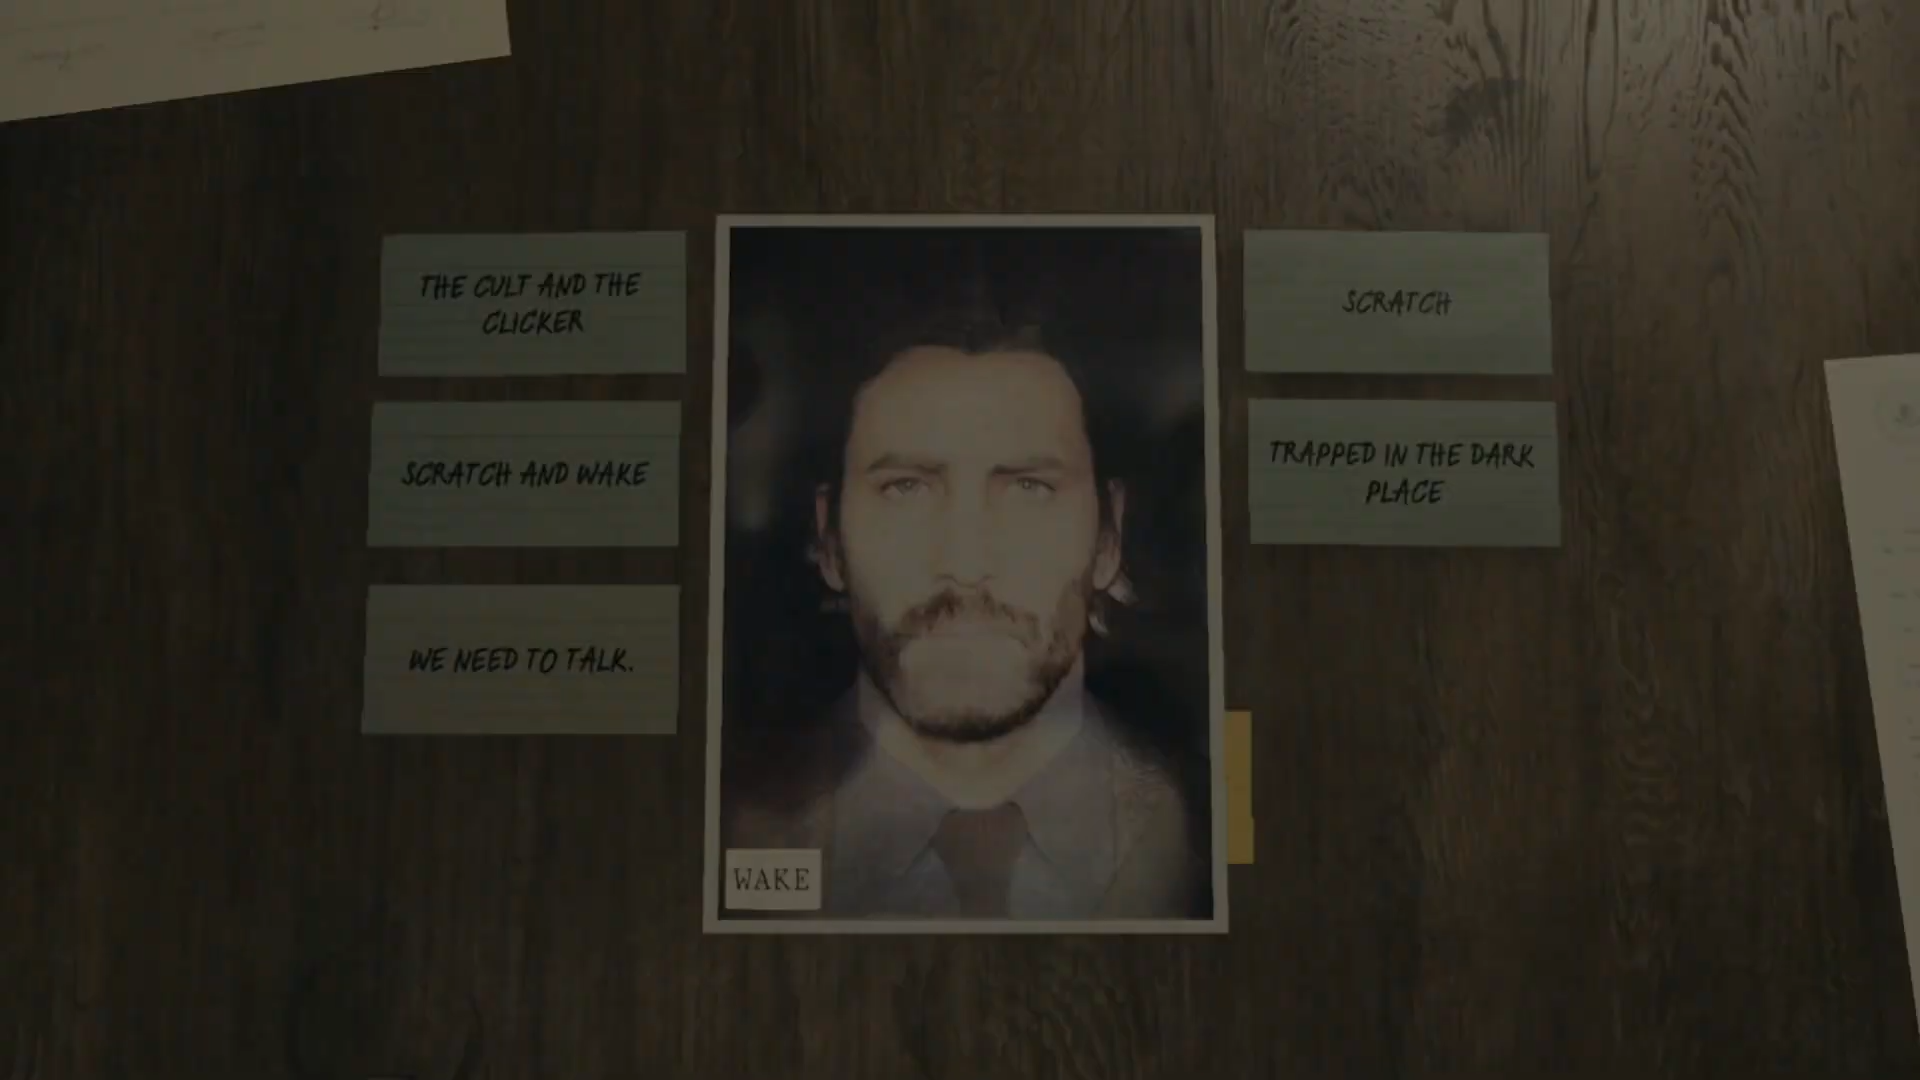 THE CULT AND THE
CLICKER
SCRATCH AND WAKE
WE NEED TO TALK.
WAKE
SCRATCH
TRAPPED IN THE DARK
PLACE